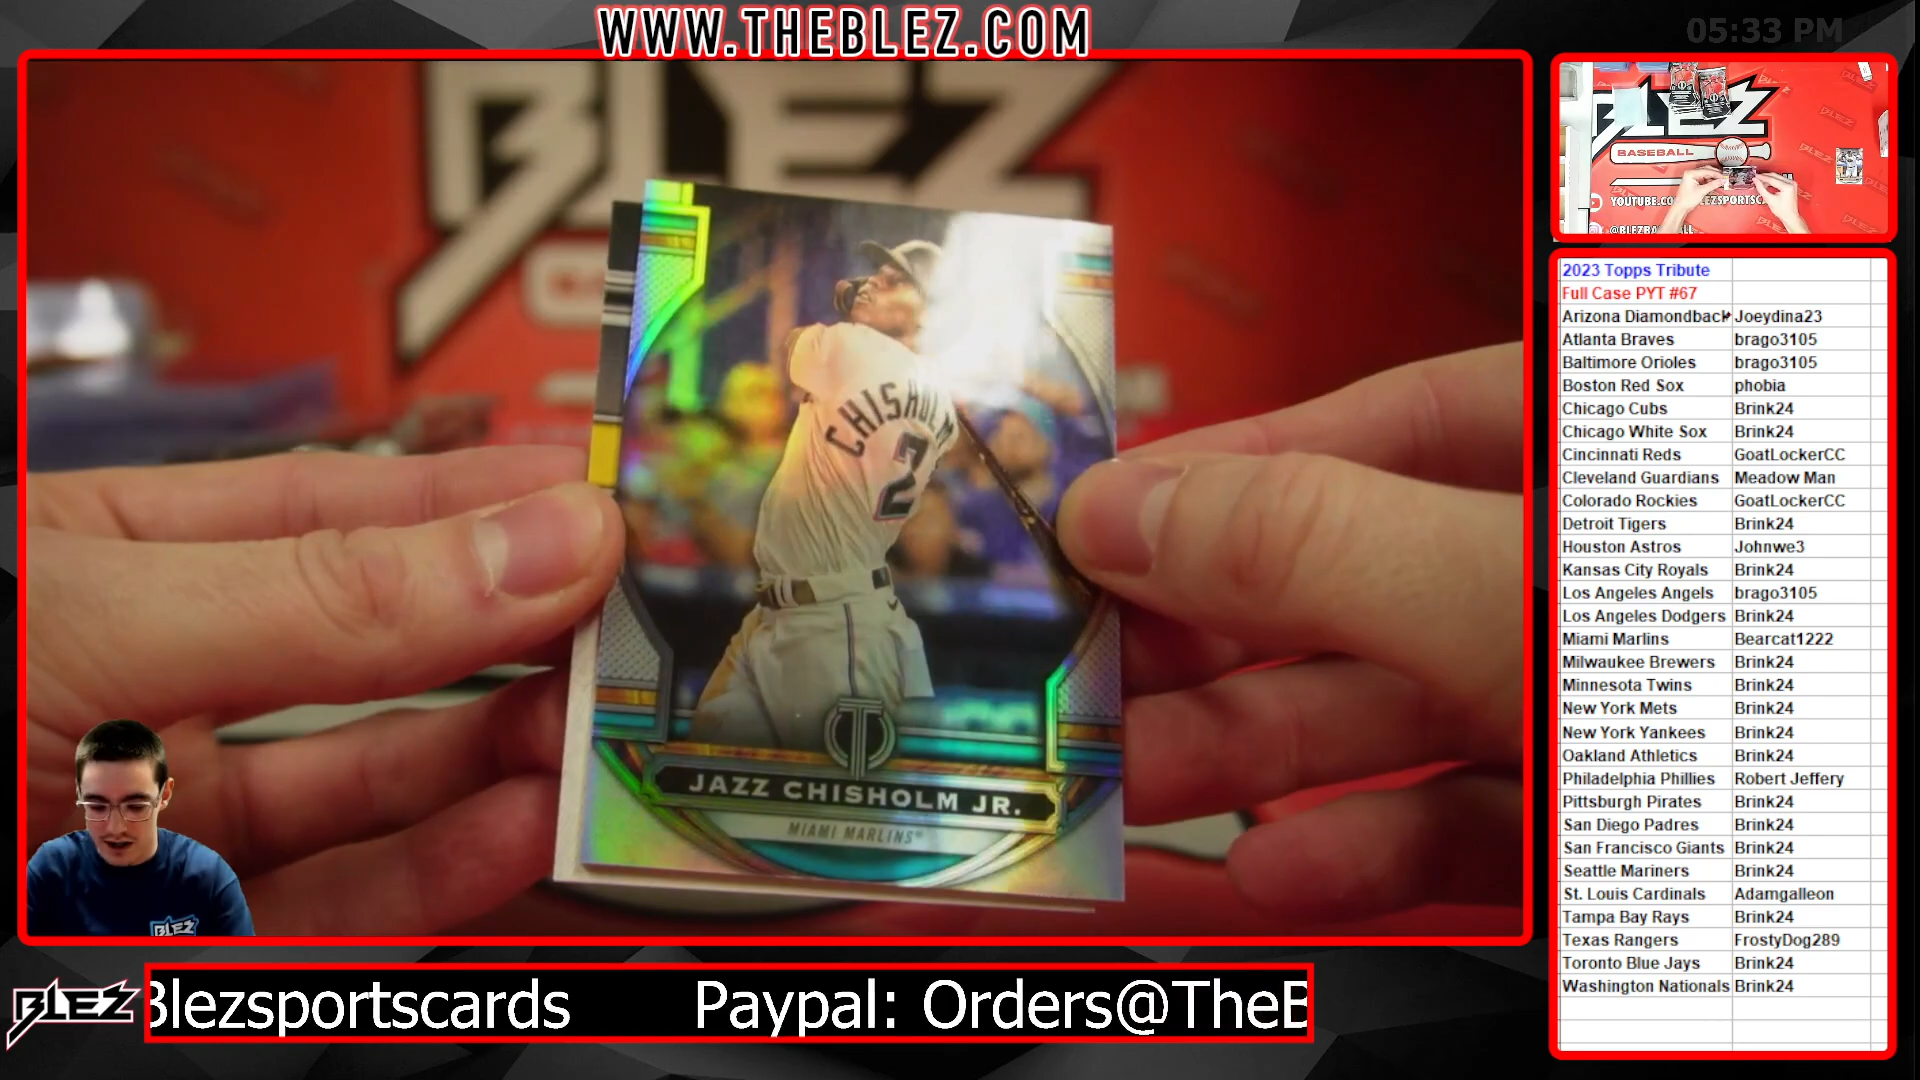 WWW.THEBLEZ.COM
05:33 PM
BLEZ
CHISHOLM
2
JAZZ CHISHOLM JR.
MIAMI MARLINS
BLEZ
BLEZ
BASEBALL
BLEZ
2023 Topps Tribute
Full Case PYT #67
Arizona Diamondback Joeydina23
Atlanta Braves brago3105
Baltimore Orioles brago3105
Boston Red Sox phobia
Chicago Cubs Brink24
Chicago White Sox Brink24
Cincinnati Reds GoatLockerCC
Cleveland Guardians Meadow Man
Colorado Rockies GoatLockerCC
Detroit Tigers Brink24
Houston Astros Johnwe3
Kansas City Royals Brink24
Los Angeles Angels brago3105
Los Angeles Dodgers Brink24
Miami Marlins Bearcat1222
Milwaukee Brewers Brink24
Minnesota Twins Brink24
New York Mets Brink24
New York Yankees Brink24
Oakland Athletics Brink24
Philadelphia Phillies Robert Jeffery
Pittsburgh Pirates Brink24
San Diego Padres Brink24
San Francisco Giants Brink24
Seattle Mariners Brink24
St. Louis Cardinals Adamgalleon
Tampa Bay Rays Brink24
Texas Rangers FrostyDog289
Toronto Blue Jays Brink24
Washington Nationals Brink24
BLEZ
Blezsportscards Paypal: Orders@TheB